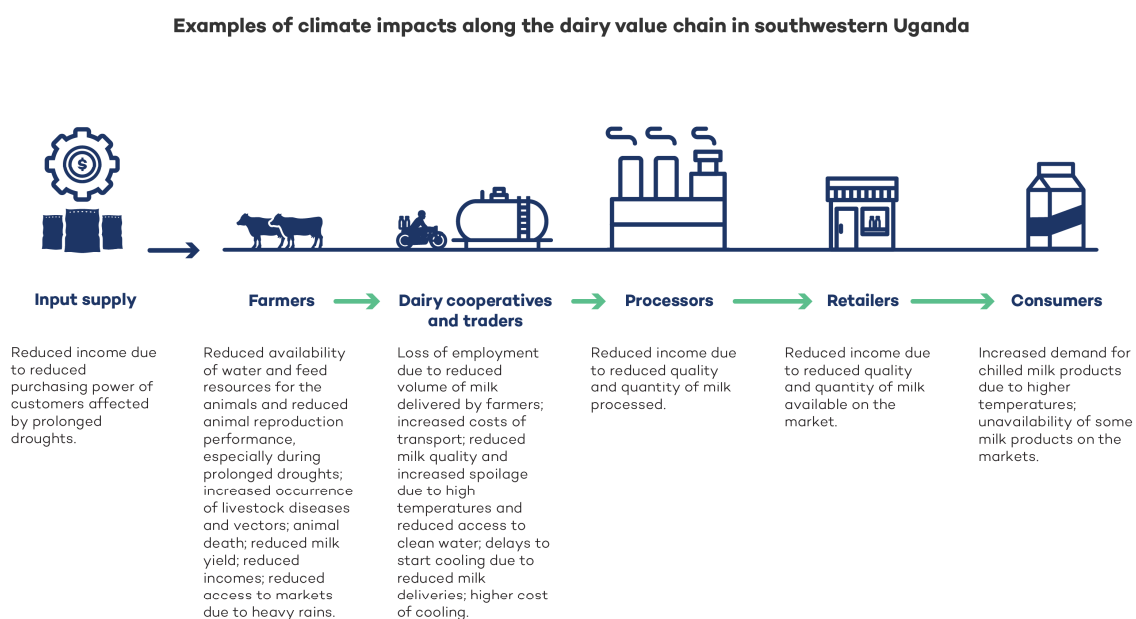 Examples of climate impacts along the dairy value chain in southwestern Uganda
$
Input supply
Reduced income due
to reduced
purchasing power of
customers affected
by prolonged
droughts.
Farmers
Reduced availability
of water and feed
resources for the
animals and reduced
animal reproduction
performance,
especially during
prolonged droughts;
increased occurrence
of livestock diseases
and vectors; animal
death; reduced milk
yield; reduced
incomes; reduced
access to markets
due to heavy rains.
Dairy cooperatives
and traders
Loss of employment
due to reduced
volume of milk
delivered by farmers;
increased costs of
transport; reduced
milk quality and
increased spoilage
due to high
temperatures and
reduced access to
clean water; delays to
start cooling due to
reduced milk
deliveries; higher cost
of cooling.
Processors
Reduced income due
to reduced quality
and quantity of milk
processed.
Retailers
Reduced income due
to reduced quality
and quantity of milk
available on the
market.
Consumers
Increased demand for
chilled milk products
due to higher
temperatures;
unavailability of some
milk products on the
markets.